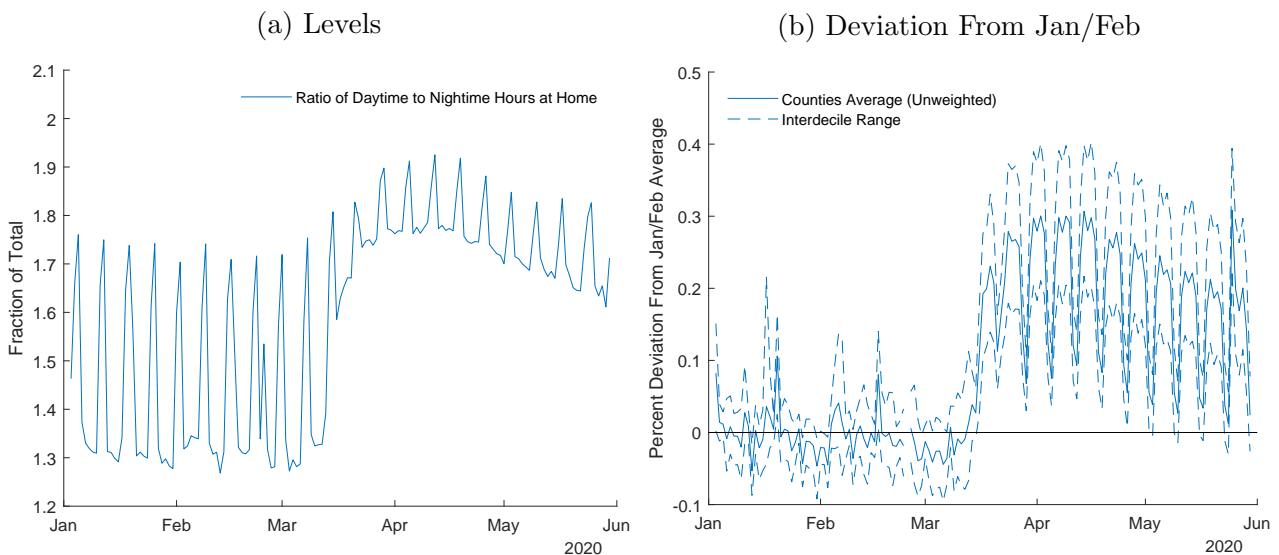 (a) Levels
2.1
2
1.9
1.8
1.7
1.6
1.5
1.4
1.3
1.2
Fraction of Total
Ratio of Daytime to Nightime Hours at Home
Jan
Feb
Mar
Apr
May
Jun
2020
(b) Deviation From Jan/Feb
0.5
0.4
0.3
0.2
0.1
0
-0.1
Percent Deviation From Jan/Feb Average
Counties Average (Unweighted)
Interdecile Range
Jan
Feb
Mar
Apr
May
Jun
2020